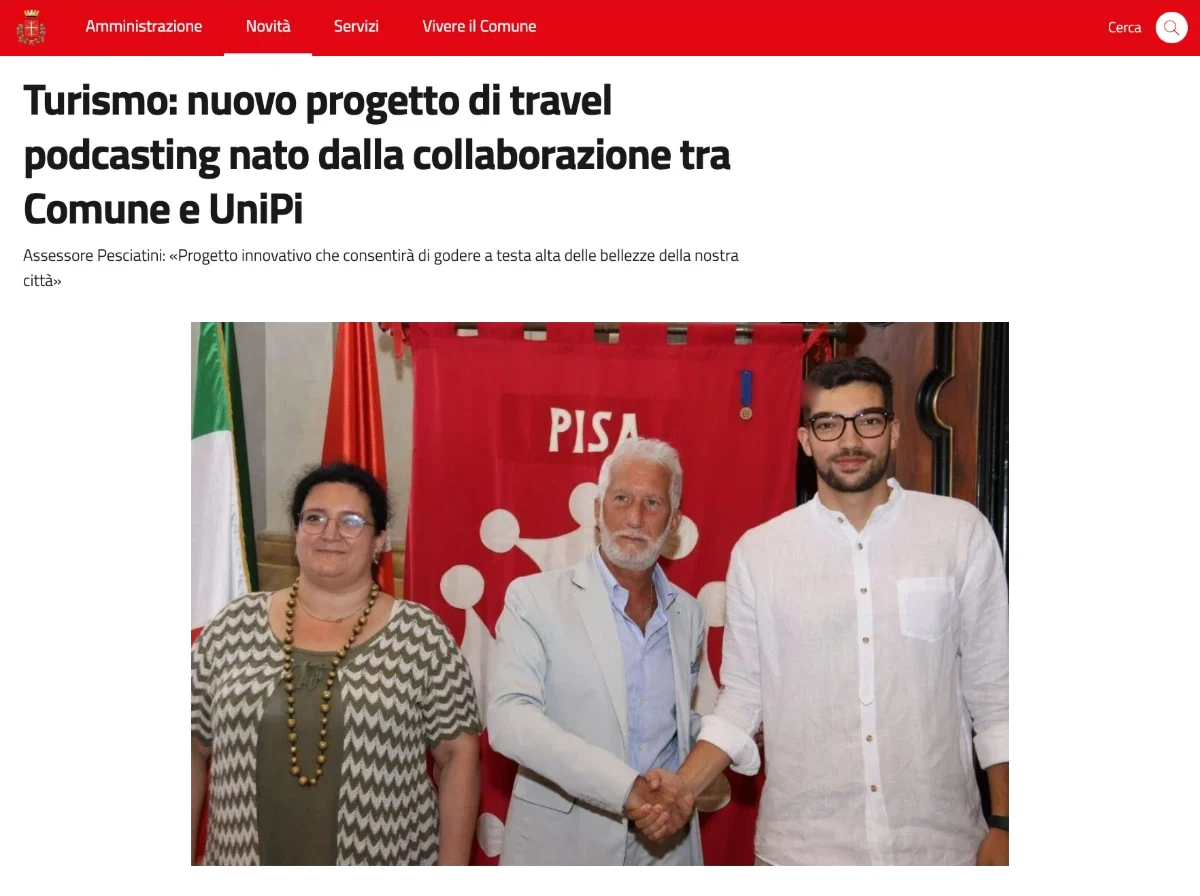 Amministrazione Novità Servizi Vivere il Comune Cerca
Turismo: nuovo progetto di travel
podcasting nato dalla collaborazione tra
Comune e UniPi
Assessore Pesciatini: «Progetto innovativo che consentirà di godere a testa alta delle bellezze della nostra
città»
PISA